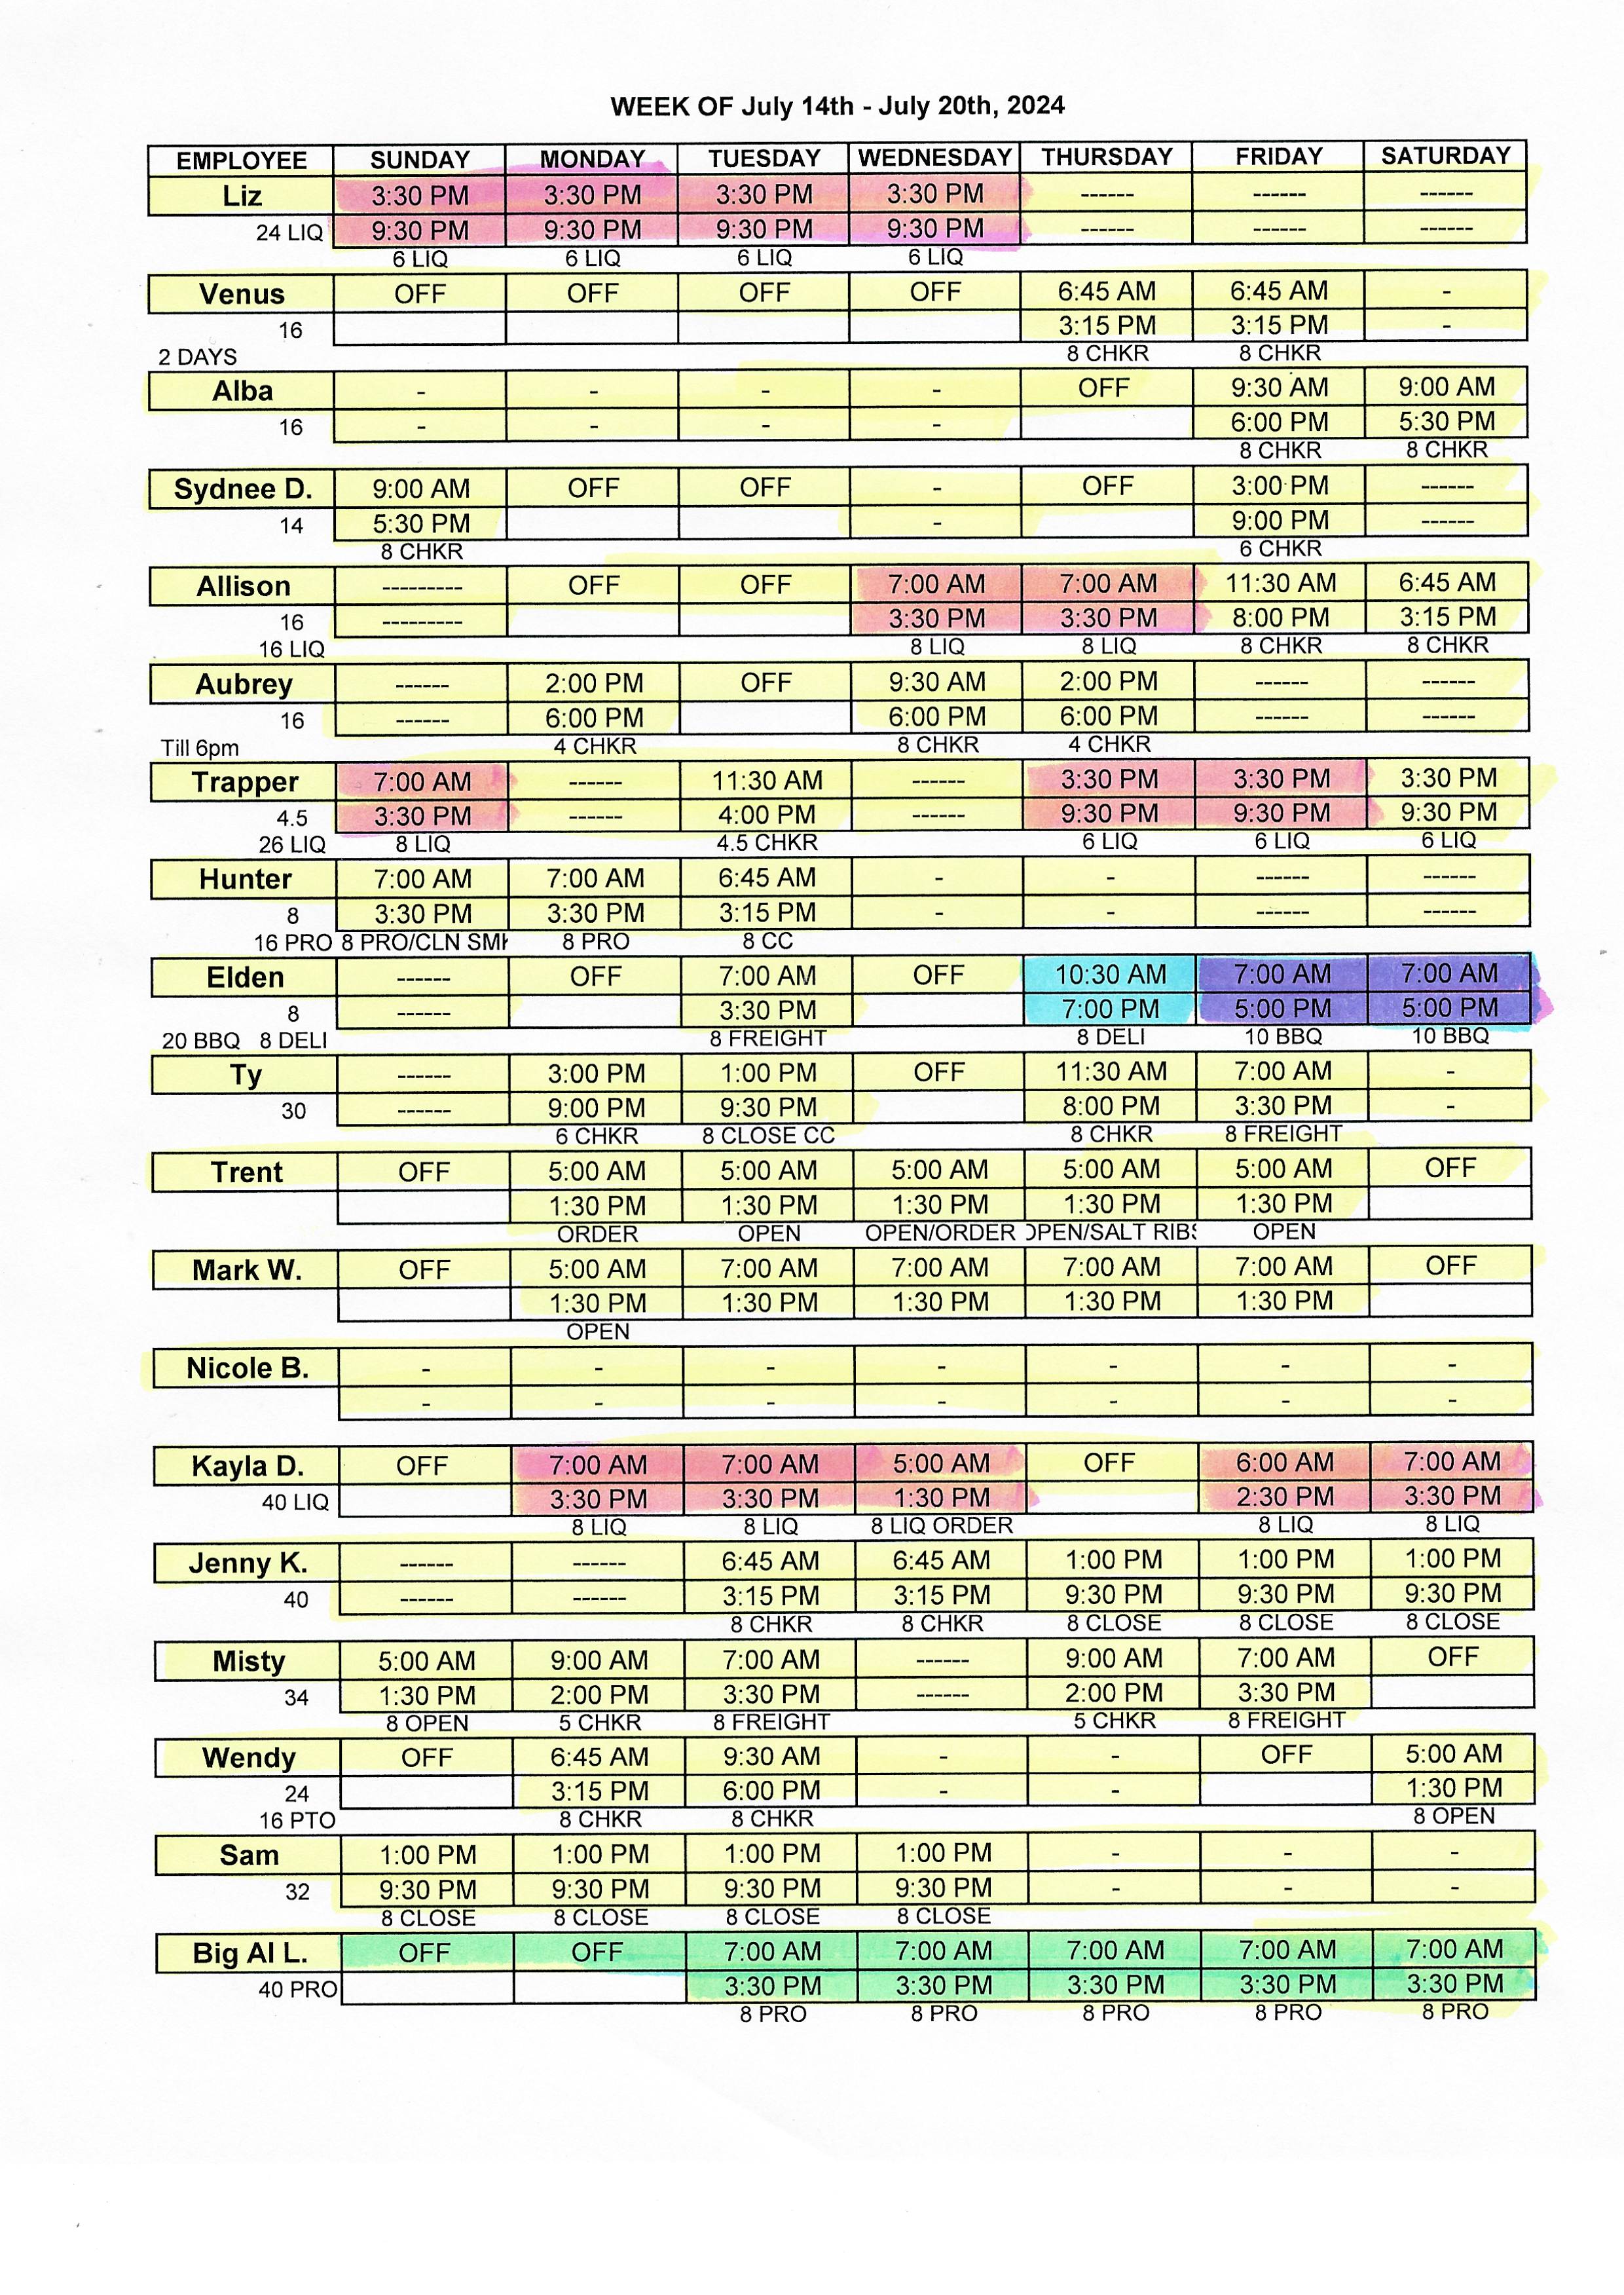 WEEK OF July 14th - July 20th, 2024
EMPLOYEE SUNDAY MONDAY TUESDAY WEDNESDAY THURSDAY FRIDAY SATURDAY
Liz 3:30 PM 3:30 PM 3:30 PM 3:30 PM ------ ------ ------
24 LIQ 9:30 PM 9:30 PM 9:30 PM 9:30 PM ------ ------ ------
6 LIQ 6 LIQ 6 LIQ 6 LIQ
Venus OFF OFF OFF OFF 6:45 AM 6:45 AM -
16 3:15 PM 3:15 PM -
2 DAYS 8 CHKR 8 CHKR
Alba - - - - OFF 9:30 AM 9:00 AM
16 - - - - 6:00 PM 5:30 PM
8 CHKR 8 CHKR
Sydnee D. 9:00 AM OFF OFF - OFF 3:00 PM ------
14 5:30 PM - 9:00 PM ------
8 CHKR 6 CHKR
Allison --------- OFF OFF 7:00 AM 7:00 AM 11:30 AM 6:45 AM
16 --------- 3:30 PM 3:30 PM 8:00 PM 3:15 PM
16 LIQ 8 LIQ 8 LIQ 8 CHKR 8 CHKR
Aubrey ------ 2:00 PM OFF 9:30 AM 2:00 PM ------ ------
16 ------ 6:00 PM 6:00 PM 6:00 PM ------ ------
Till 6pm 4 CHKR 8 CHKR 4 CHKR
Trapper 7:00 AM ------ 11:30 AM ------ 3:30 PM 3:30 PM 3:30 PM
4.5 3:30 PM ------ 4:00 PM ------ 9:30 PM 9:30 PM 9:30 PM
26 LIQ 8 LIQ 4.5 CHKR 6 LIQ 6 LIQ 6 LIQ
Hunter 7:00 AM 7:00 AM 6:45 AM - - ------ ------
8 3:30 PM 3:30 PM 3:15 PM - - ------ ------
16 PRO 8 PRO/CLN SM 8 PRO 8 CC
Elden ------ OFF 7:00 AM OFF 10:30 AM 7:00 AM 7:00 AM
8 ------ 3:30 PM 7:00 PM 5:00 PM 5:00 PM
20 BBQ 8 DELI 8 FREIGHT 8 DELI 10 BBQ 10 BBQ
Ty ------ 3:00 PM 1:00 PM OFF 11:30 AM 7:00 AM -
30 ------ 9:00 PM 9:30 PM 8:00 PM 3:30 PM -
6 CHKR 8 CLOSE CC 8 CHKR 8 FREIGHT
Trent OFF 5:00 AM 5:00 AM 5:00 AM 5:00 AM 5:00 AM OFF
1:30 PM 1:30 PM 1:30 PM 1:30 PM 1:30 PM
ORDER OPEN OPEN/ORDER OPEN/SALT RIBS OPEN
Mark W. OFF 5:00 AM 7:00 AM 7:00 AM 7:00 AM 7:00 AM OFF
1:30 PM 1:30 PM 1:30 PM 1:30 PM 1:30 PM
OPEN
Nicole B. - - - - - - -
- - - - - - -
Kayla D. OFF 7:00 AM 7:00 AM 5:00 AM OFF 6:00 AM 7:00 AM
40 LIQ 3:30 PM 3:30 PM 1:30 PM 2:30 PM 3:30 PM
8 LIQ 8 LIQ 8 LIQ ORDER 8 LIQ 8 LIQ
Jenny K. ------ ------ 6:45 AM 6:45 AM 1:00 PM 1:00 PM 1:00 PM
40 ------ ------ 3:15 PM 3:15 PM 9:30 PM 9:30 PM 9:30 PM
8 CHKR 8 CHKR 8 CLOSE 8 CLOSE 8 CLOSE
Misty 5:00 AM 9:00 AM 7:00 AM ------ 9:00 AM 7:00 AM OFF
34 1:30 PM 2:00 PM 3:30 PM ------ 2:00 PM 3:30 PM
8 OPEN 5 CHKR 8 FREIGHT 5 CHKR 8 FREIGHT
Wendy OFF 6:45 AM 9:30 AM - - OFF 5:00 AM
24 3:15 PM 6:00 PM - - 1:30 PM
16 PTO 8 CHKR 8 CHKR 8 OPEN
Sam 1:00 PM 1:00 PM 1:00 PM 1:00 PM - - -
32 9:30 PM 9:30 PM 9:30 PM 9:30 PM - - -
8 CLOSE 8 CLOSE 8 CLOSE 8 CLOSE
Big Al L. OFF OFF 7:00 AM 7:00 AM 7:00 AM 7:00 AM 7:00 AM
40 PRO 3:30 PM 3:30 PM 3:30 PM 3:30 PM 3:30 PM
8 PRO 8 PRO 8 PRO 8 PRO 8 PRO